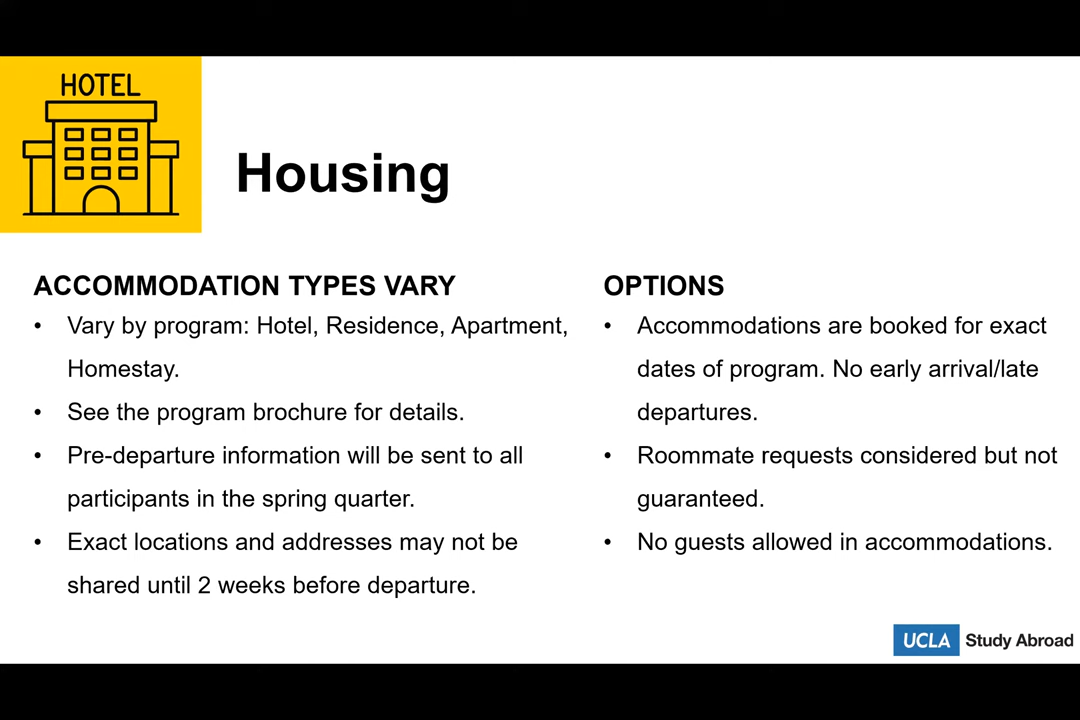 HOTEL
Housing
ACCOMMODATION TYPES VARY
• Vary by program: Hotel, Residence, Apartment,
Homestay.
• See the program brochure for details.
• Pre-departure information will be sent to all
participants in the spring quarter.
• Exact locations and addresses may not be
shared until 2 weeks before departure.
OPTIONS
• Accommodations are booked for exact
dates of program. No early arrival/late
departures.
• Roommate requests considered but not
guaranteed.
• No guests allowed in accommodations.
UCLA Study Abroad